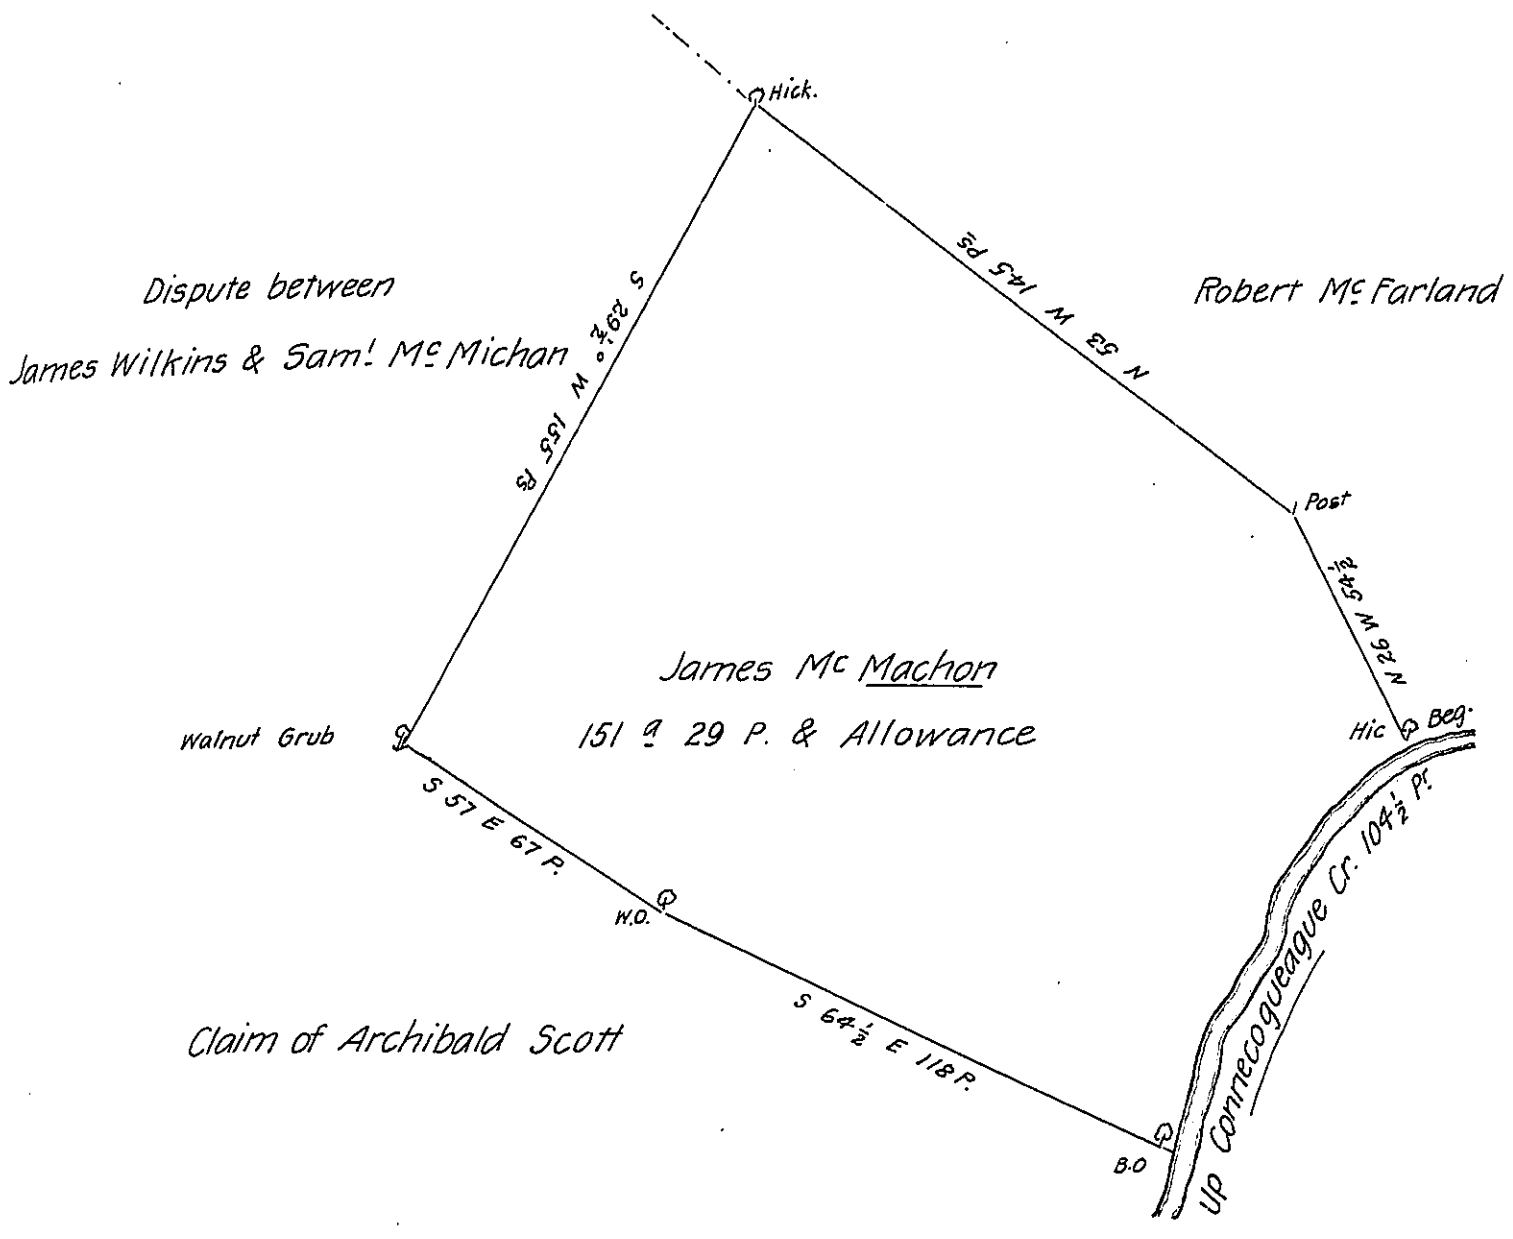 Hick.
S 29½° W 155 Ps
N 53 W 145 Ps
Dispute between
James Wilkins & Sam! Mc Michan
Robert Mc Farland
Post
N 26 W 54½
James Mc Machon
151 a 29 P. & Allowance
Walnut Grub
Hic
Beg.
S 57 E 67 P.
W.O.
S 64½ E 118 P.
Claim of Archibald Scott
B.O
Up Connecogueague Cr. 104½ Pr.